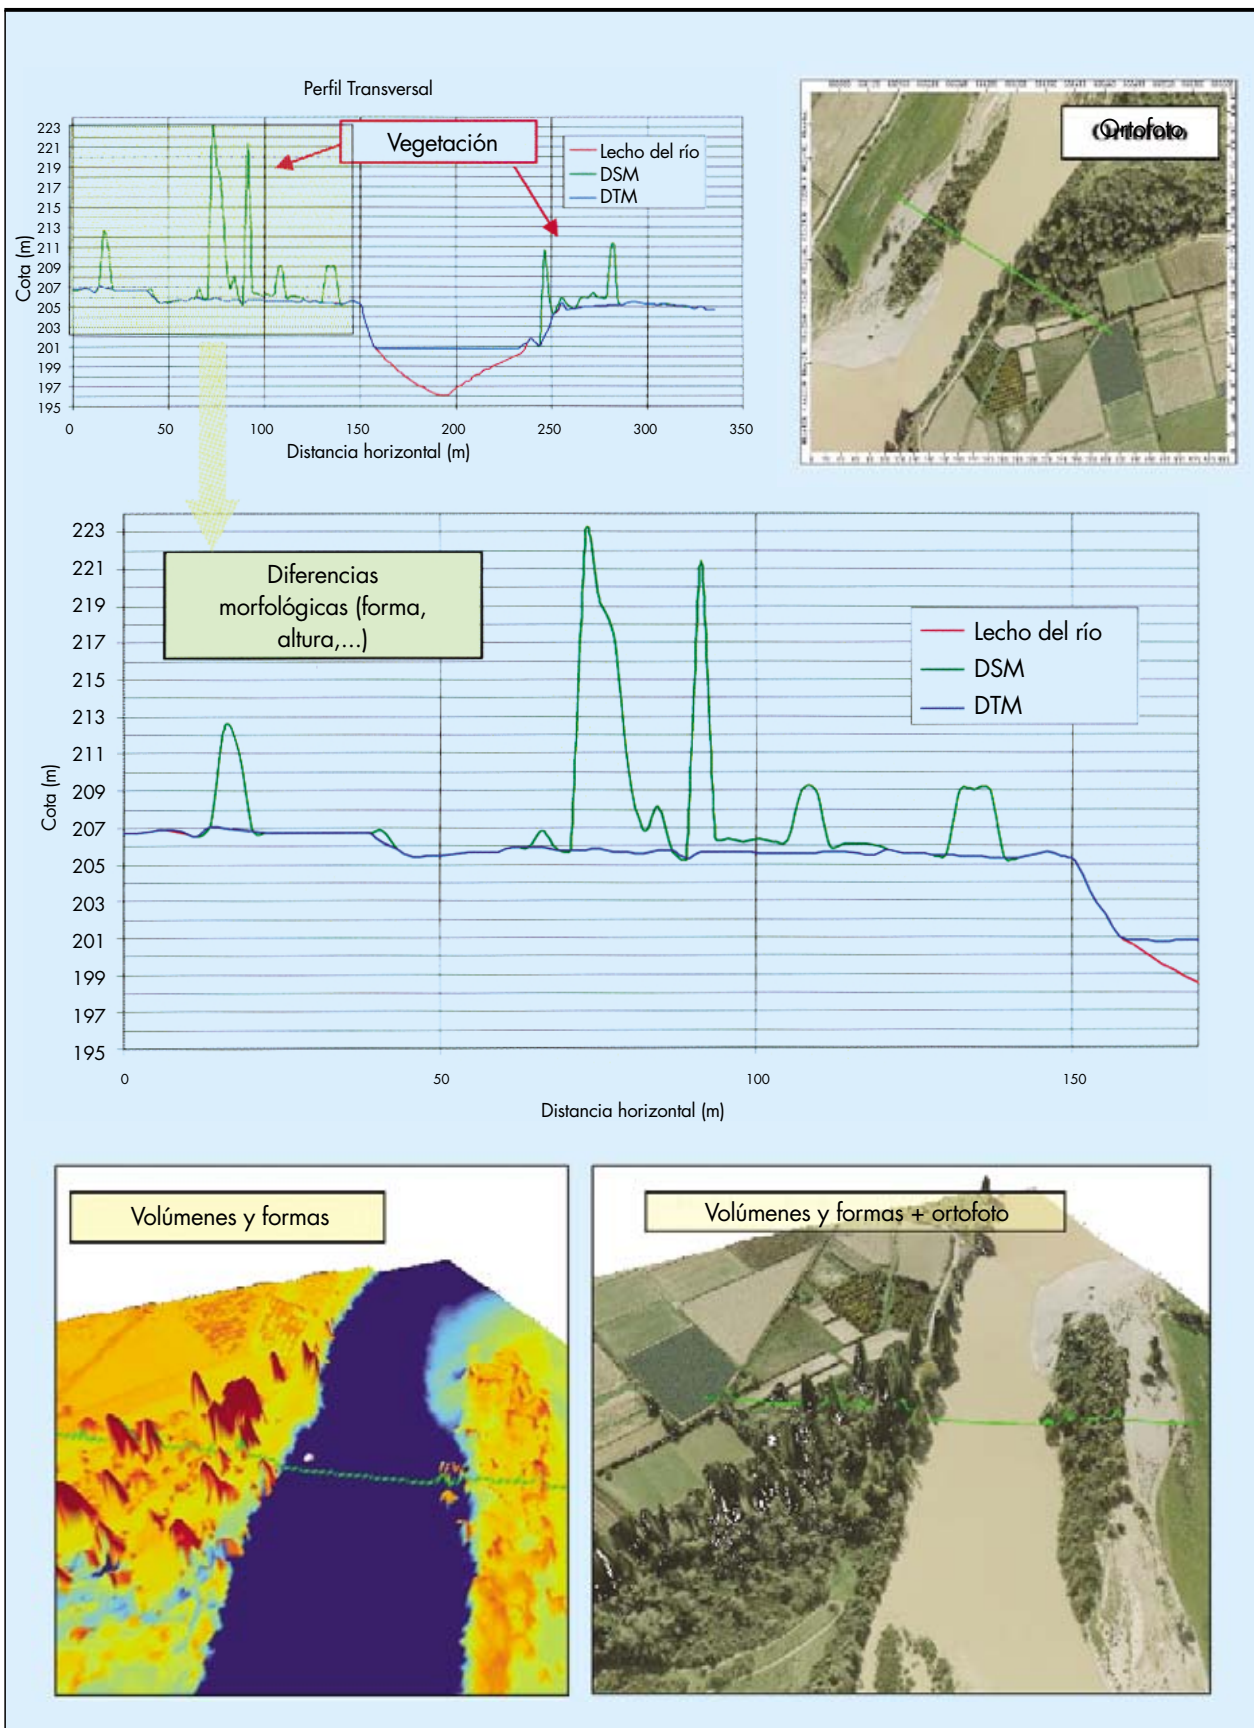 Perfil Transversal
223
221
219
217
215
213
211
209
207
205
203
201
199
197
195
Cota (m)
Vegetación
Lecho del río
DSM
DTM
0 50 100 150 200 250 300 350
Distancia horizontal (m)
Ortofoto
223
221
219
217
215
213
211
209
207
205
203
201
199
197
195
Cota (m)
Diferencias
morfológicas (forma,
altura,...)
Lecho del río
DSM
DTM
0 50 100 150
Distancia horizontal (m)
Volúmenes y formas
Volúmenes y formas + ortofoto